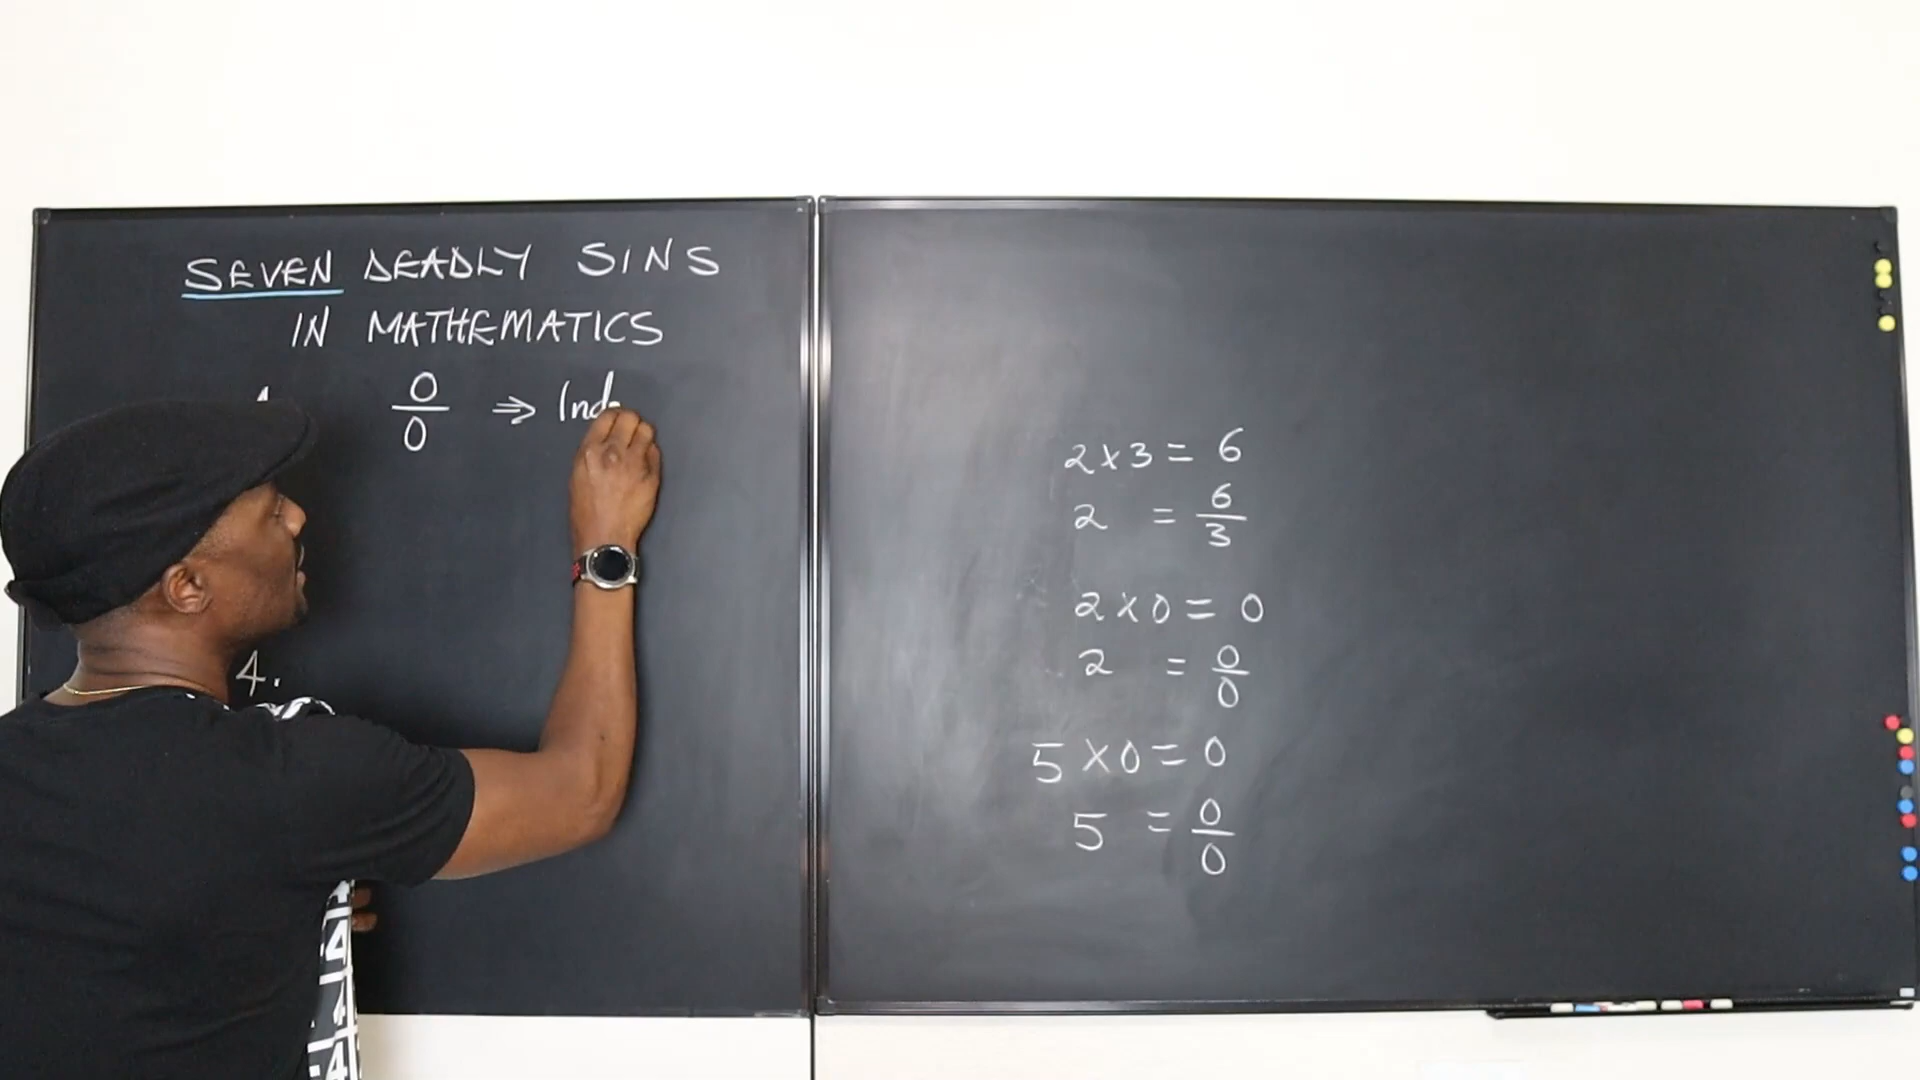 SEVEN DEADLY SINS
IN MATHEMATICS
0/0 ⇒ Ind
4.
2 x 3 = 6
2 = 6/3
2 x 0 = 0
2 = 0/0
5 x 0 = 0
5 = 0/0